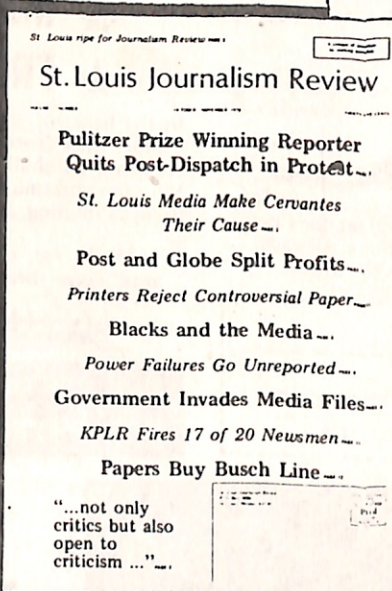 St Louis ripe for Journalism Review
St. Louis Journalism Review
Pulitzer Prize Winning Reporter
Quits Post-Dispatch in Protest
St. Louis Media Make Cervantes
Their Cause
Post and Globe Split Profits
Printers Reject Controversial Paper
Blacks and the Media
Power Failures Go Unreported
Government Invades Media Files
KPLR Fires 17 of 20 Newsmen
Papers Buy Busch Line
“...not only
critics but also
open to
criticism ...”